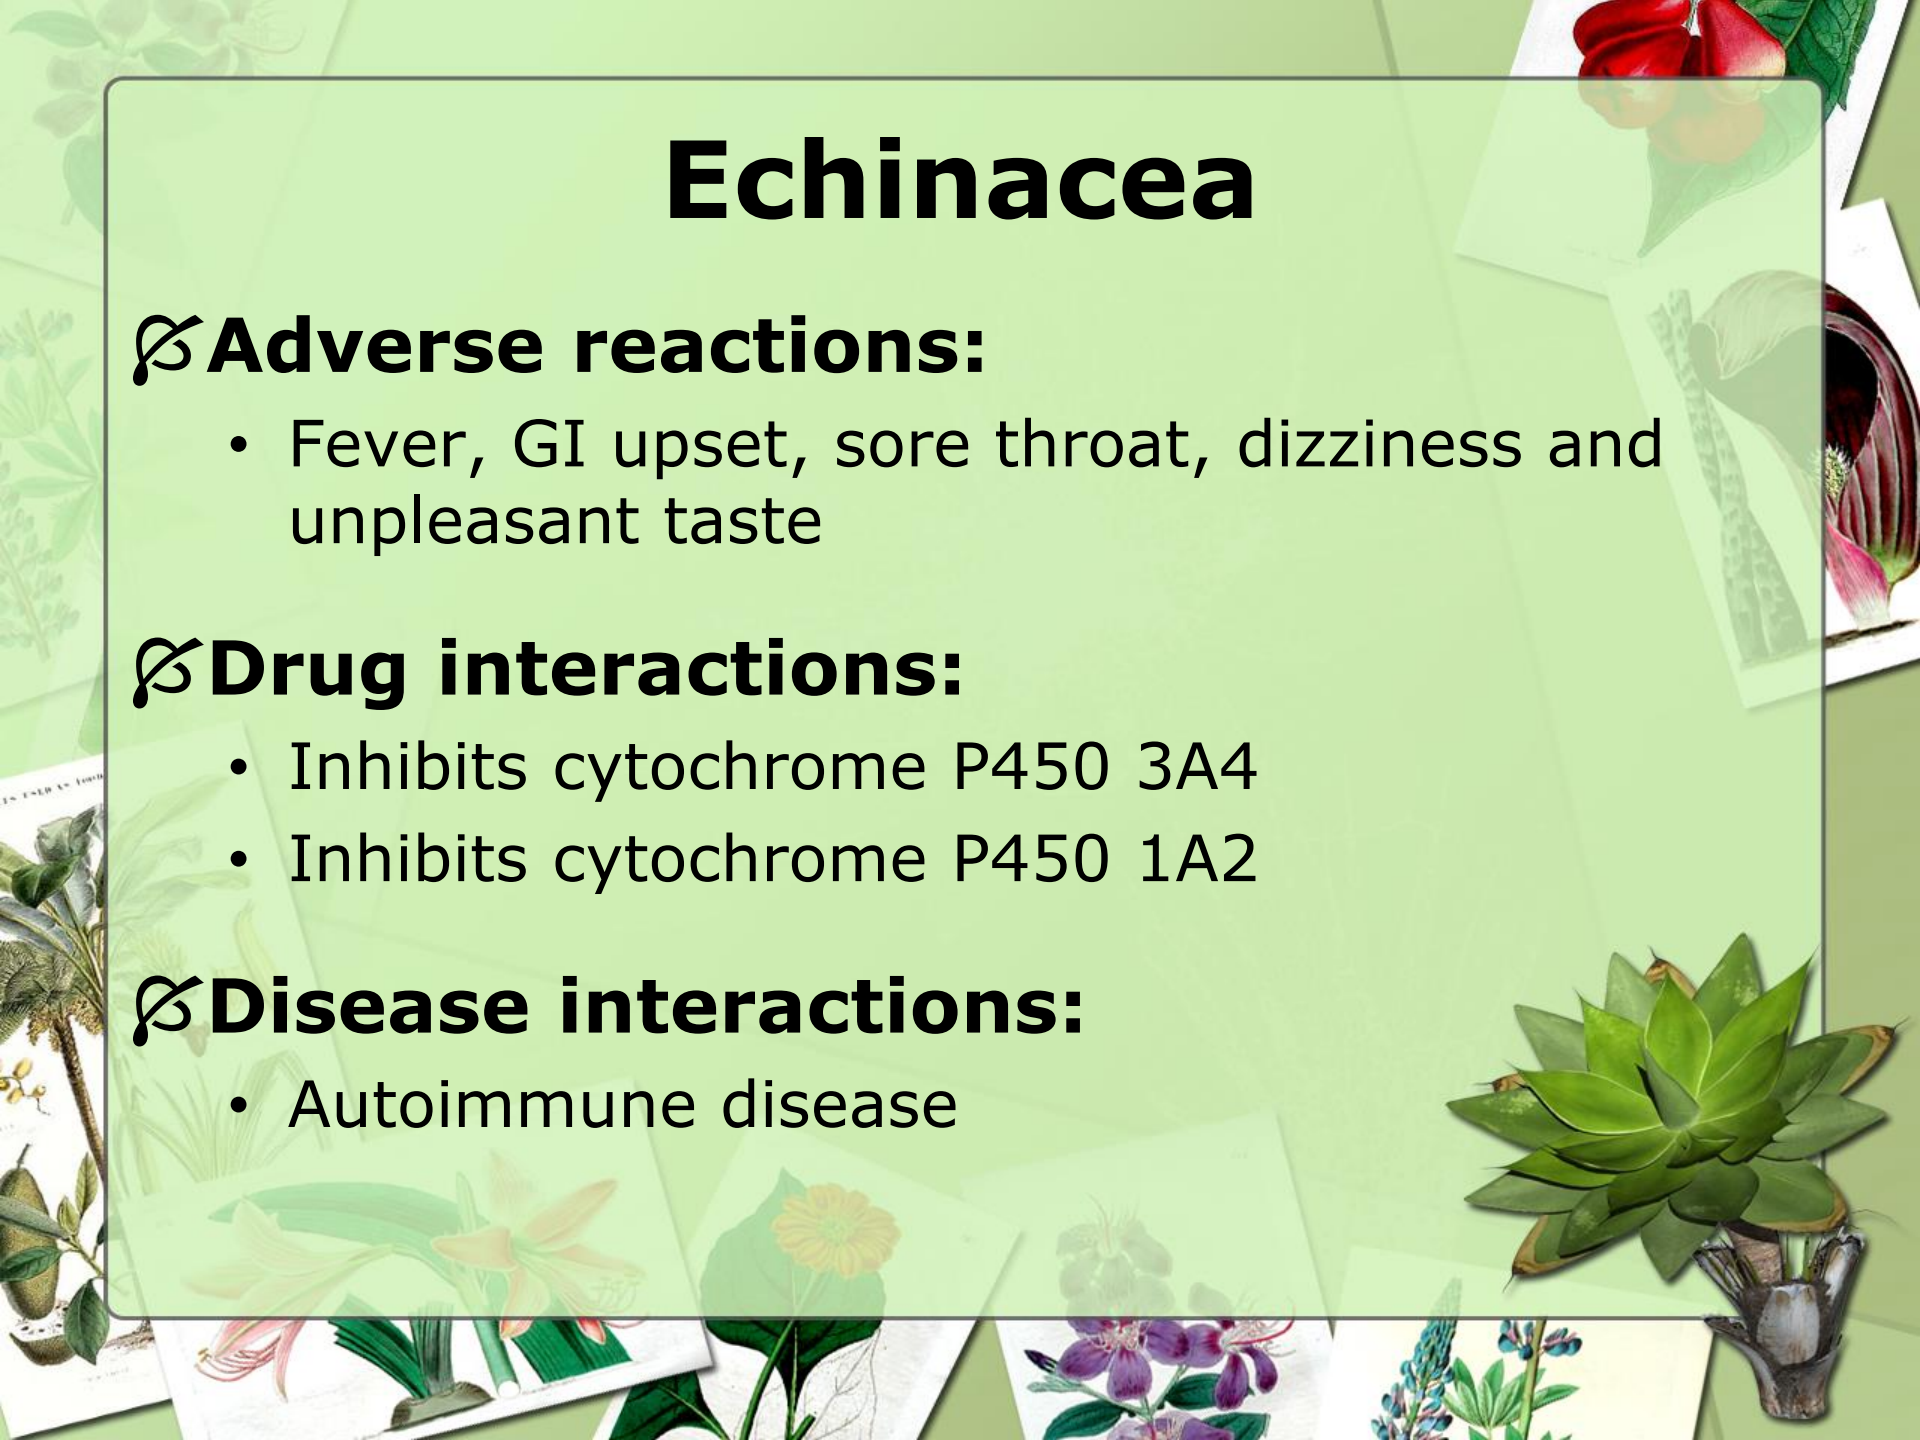 Echinacea
Adverse reactions:
• Fever, GI upset, sore throat, dizziness and
unpleasant taste
Drug interactions:
• Inhibits cytochrome P450 3A4
• Inhibits cytochrome P450 1A2
Disease interactions:
• Autoimmune disease